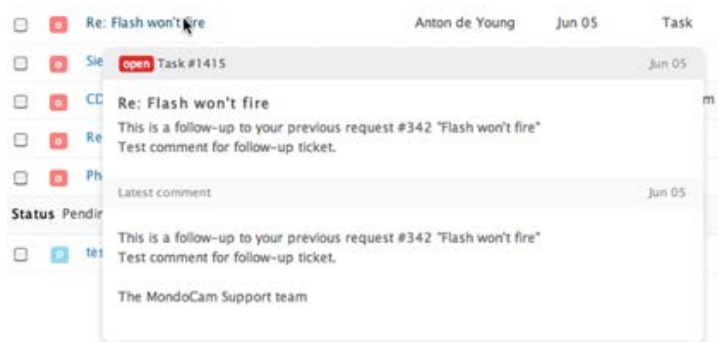 Re: Flash won't fire Anton de Young Jun 05 Task
Sie
open Task #1415 Jun 05
CD
Re: Flash won't fire
m
This is a follow-up to your previous request #342 "Flash won't fire"
Re
Test comment for follow-up ticket.
Ph
Latest comment Jun 05
Status Pendin
This is a follow-up to your previous request #342 "Flash won't fire"
tes
Test comment for follow-up ticket.
The MondoCam Support team